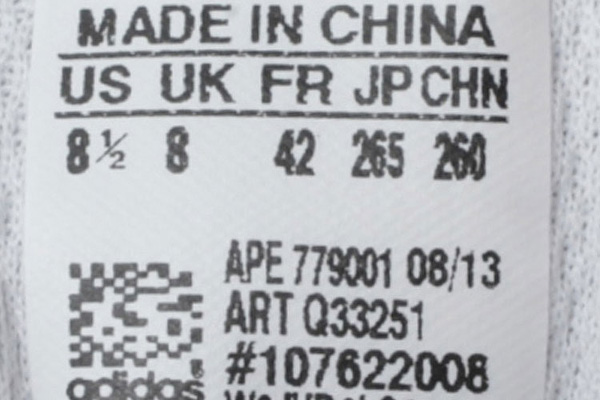 MADE IN CHINA
US UK FR JP CHN
8½ 8 42 265 260
APE 779001 08/13
ART Q33251
#107622008
adidas®